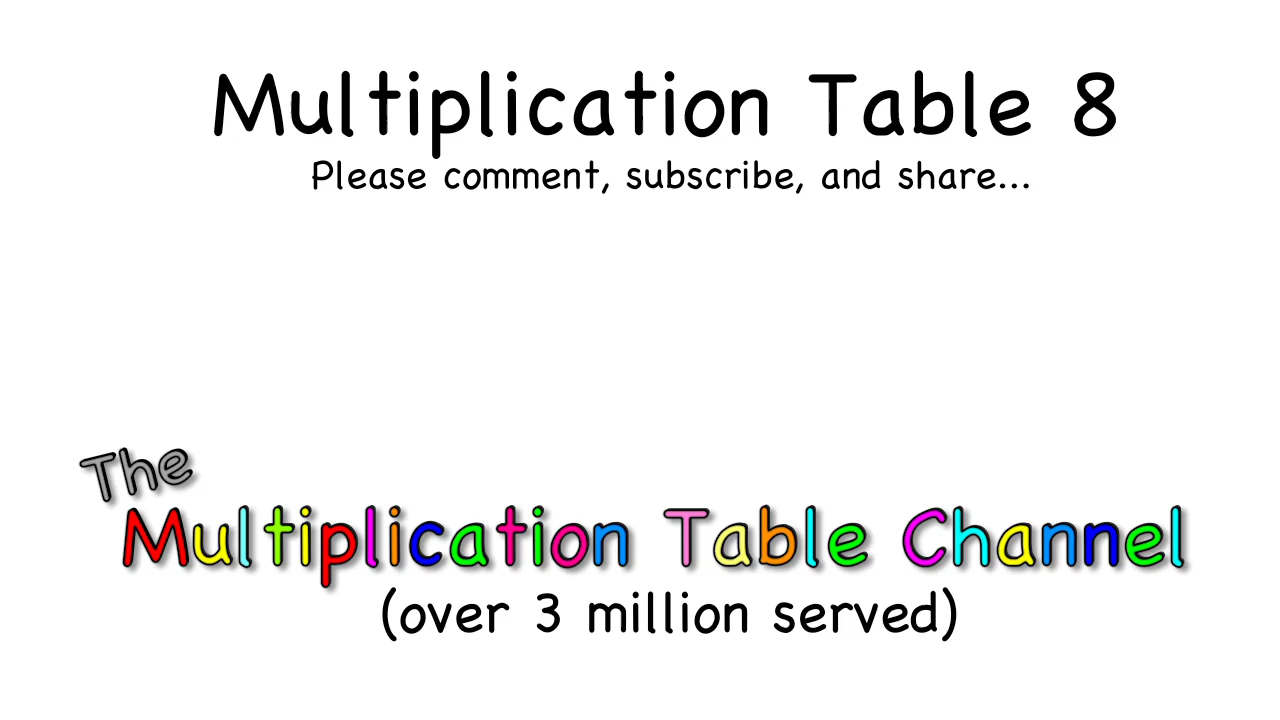 Multiplication Table 8
Please comment, subscribe, and share...
The
Multiplication Table Channel
(over 3 million served)